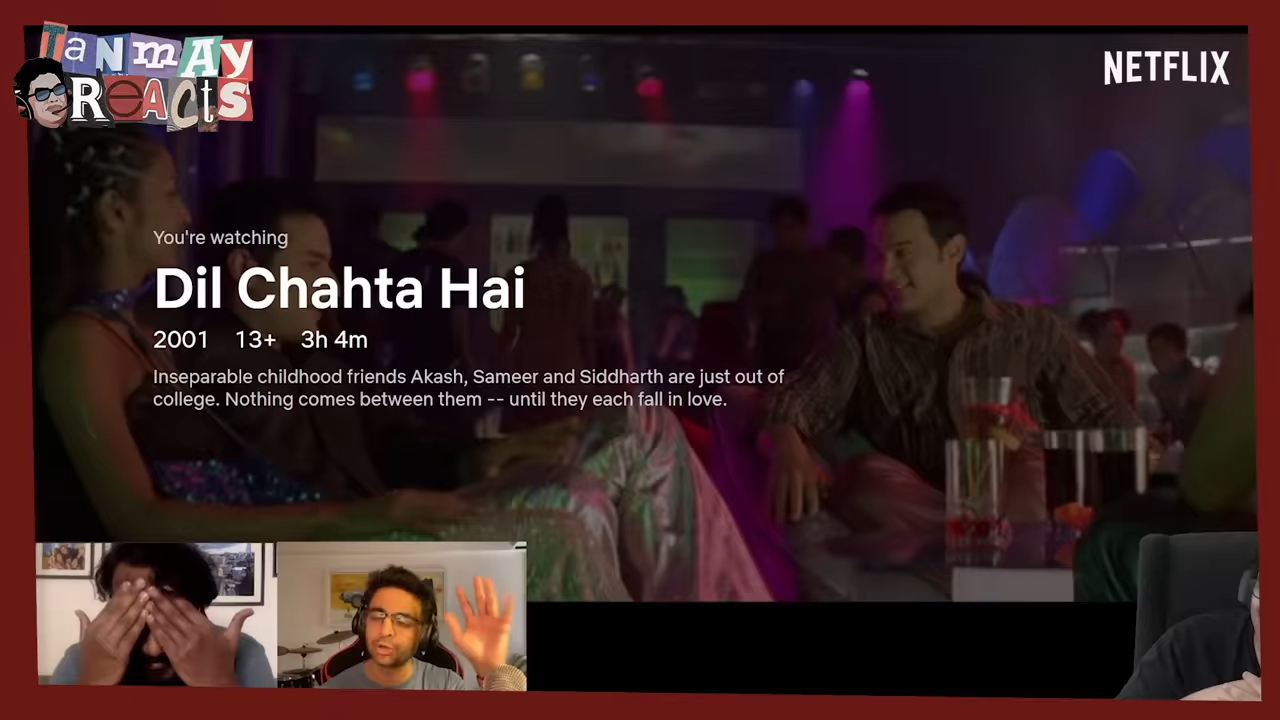 TaNmAy
ReActs
NETFLIX
You're watching
Dil Chahta Hai
2001 13+ 3h 4m
Inseparable childhood friends Akash, Sameer and Siddharth are just out of
college. Nothing comes between them -- until they each fall in love.